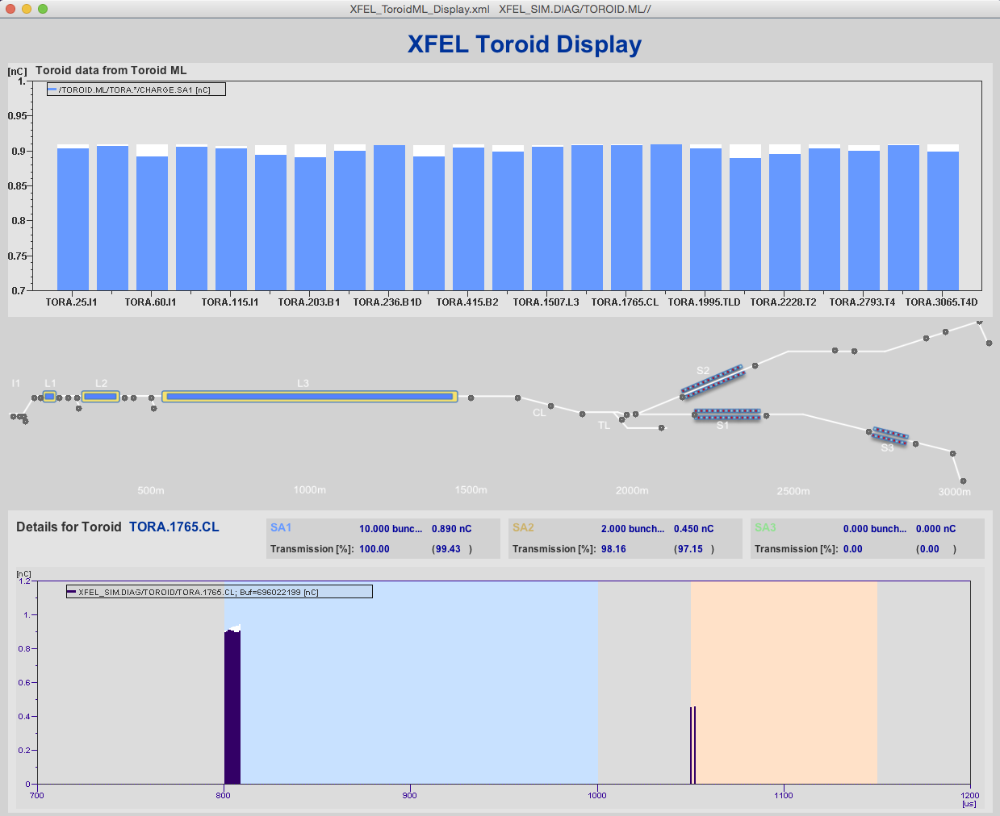 XFEL_ToroidML_Display.xml XFEL_SIM.DIAG/TOROID.ML//
XFEL Toroid Display
[nC] Toroid data from Toroid ML
1.
/TOROID.ML/TORA.*/CHARGE.SA1 [nC]
0.95
0.9
0.85
0.8
0.75
0.7
TORA.25.I1 TORA.60.I1 TORA.115.I1 TORA.203.B1 TORA.236.B1D TORA.415.B2 TORA.1507.L3 TORA.1765.CL TORA.1995.TLD TORA.2228.T2 TORA.2793.T4 TORA.3065.T4D
S2
I1 L1 L2 L3
CL
TL S1
S3
500m 1000m 1500m 2000m 2500m 3000m
Details for Toroid TORA.1765.CL
SA1 10.000 bunc... 0.890 nC
Transmission [%]: 100.00 (99.43 )
SA2 2.000 bunch... 0.450 nC
Transmission [%]: 98.16 (97.15 )
SA3 0.000 bunch... 0.000 nC
Transmission [%]: 0.00 (0.00 )
[nC]
1.2
XFEL_SIM.DIAG/TOROID/TORA.1765.CL; Buf=696022199 [nC]
1.
0.8
0.6
0.4
0.2
0
700 800 900 1000 1100 1200
[us]